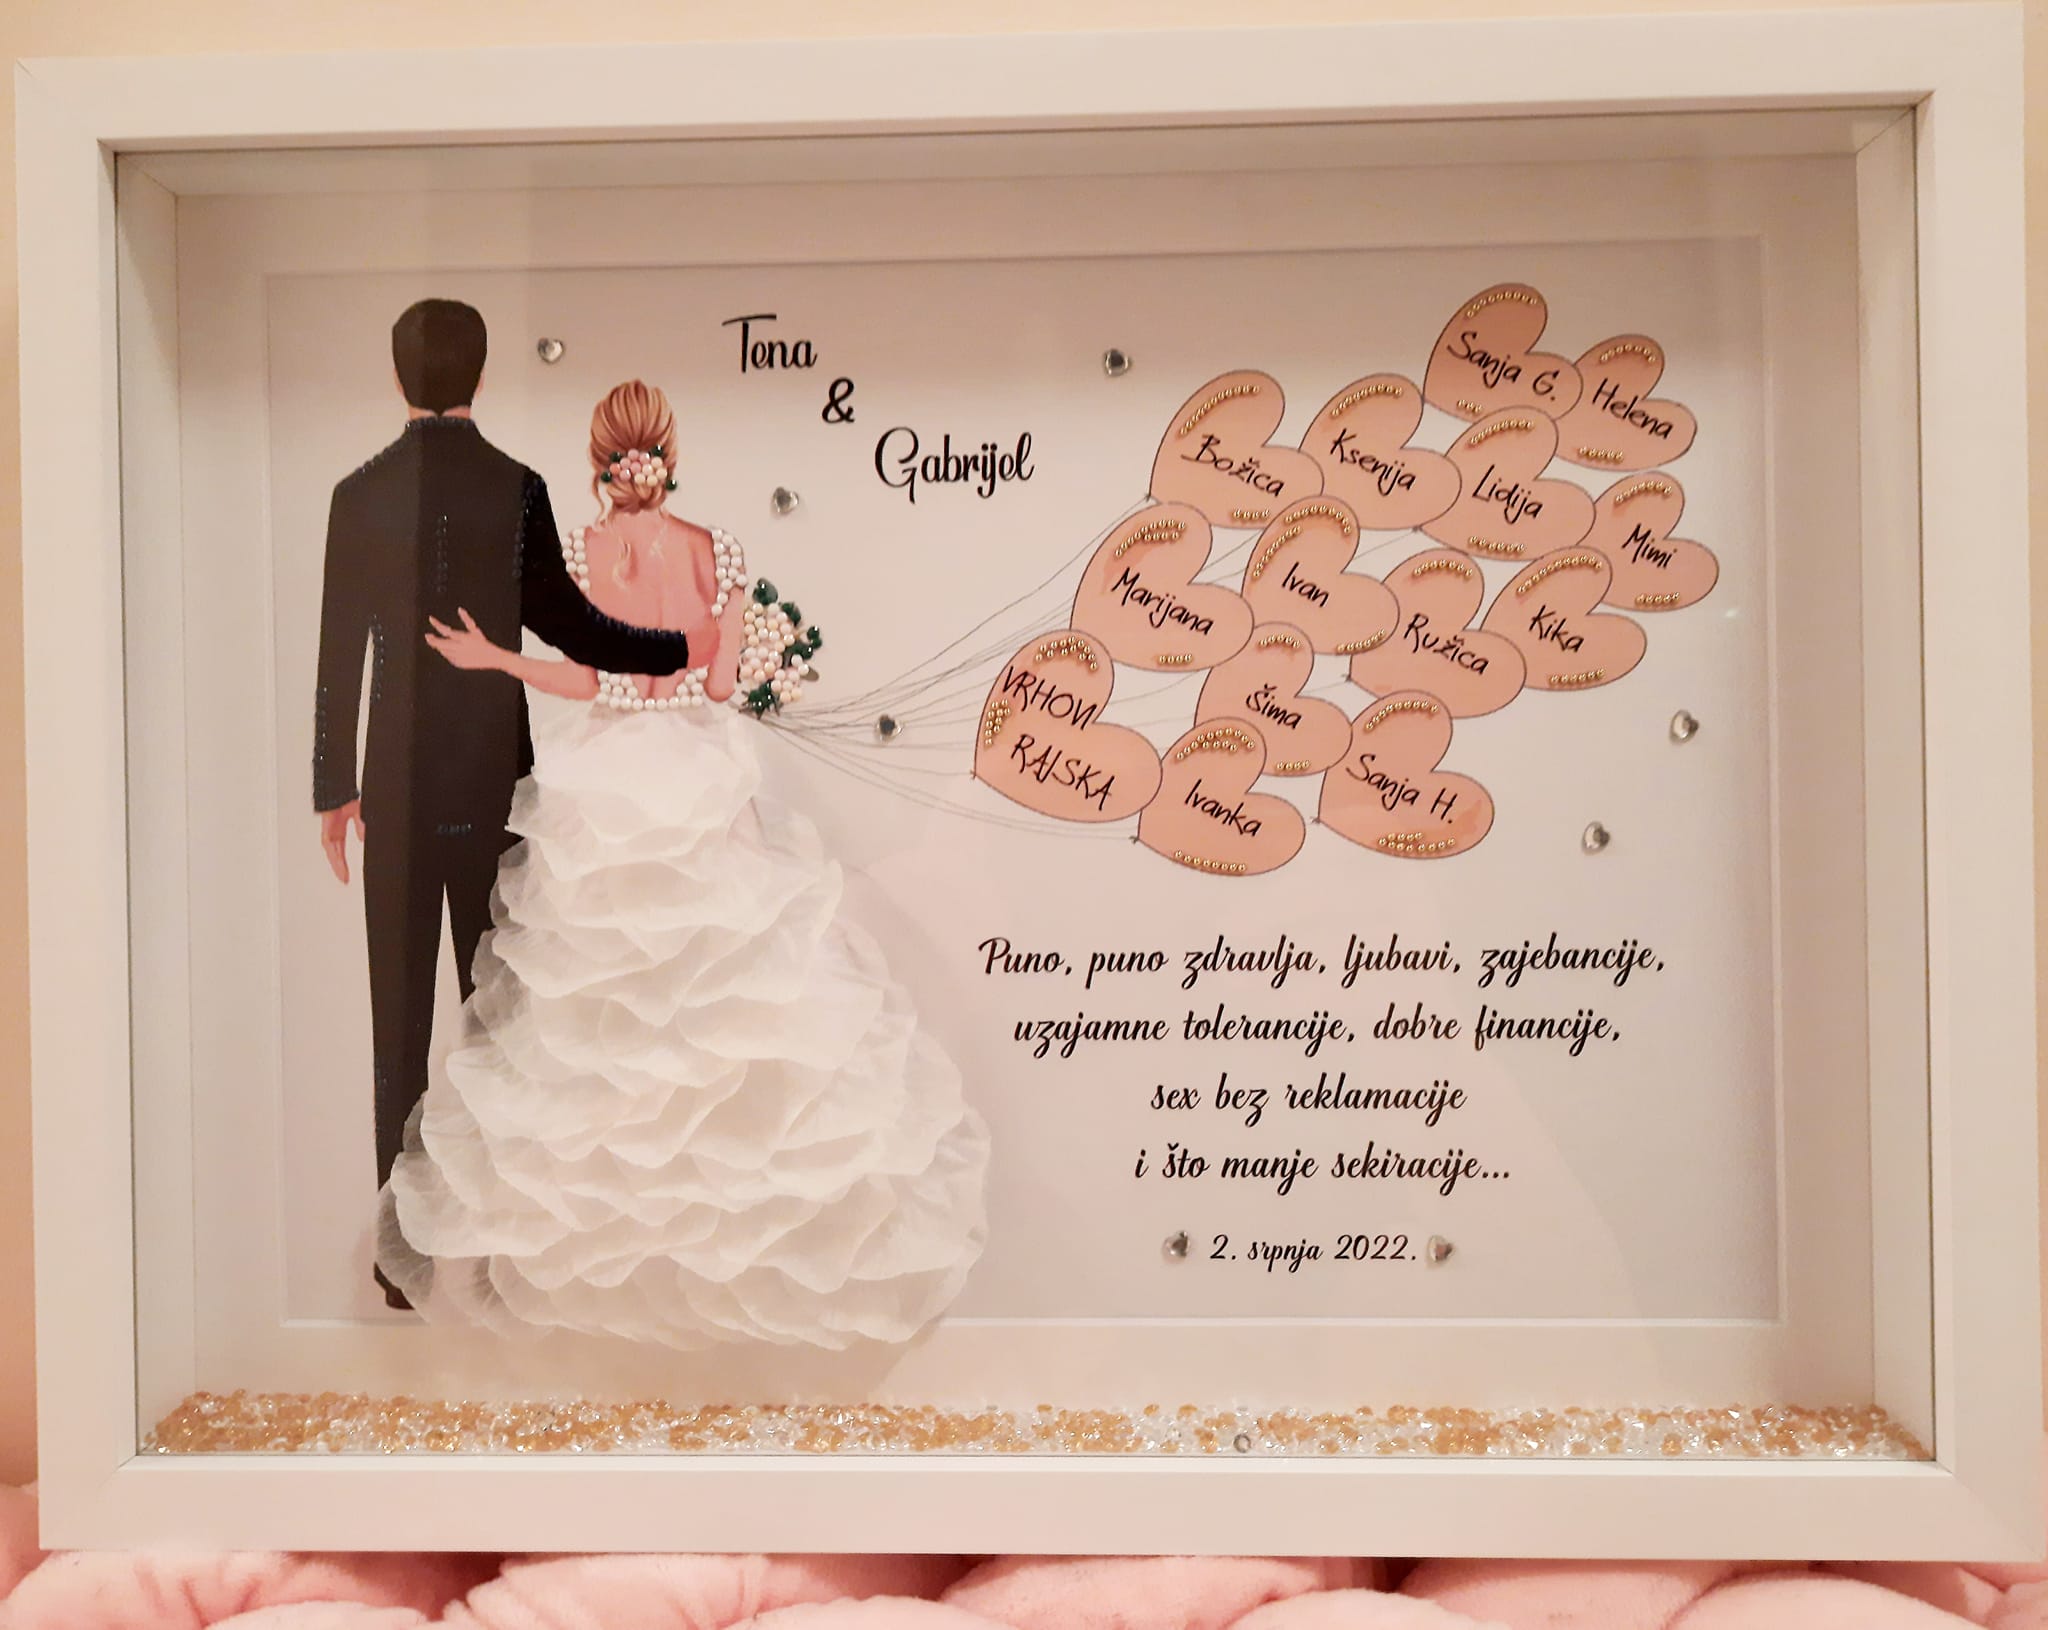 Tena
&
Gabrijel
Sanja G.
Helena
Božica
Ksenija
Lidija
Mimi
Marijana
Ivan
Ružica
Kika
VRHOVI
RAJSKA
Šima
Ivanka
Sanja H.
Puno, puno zdravlja, ljubavi, zajebancije,
uzajamne tolerancije, dobre financije,
sex bez reklamacije
i što manje sekiracije...
2. srpnja 2022.